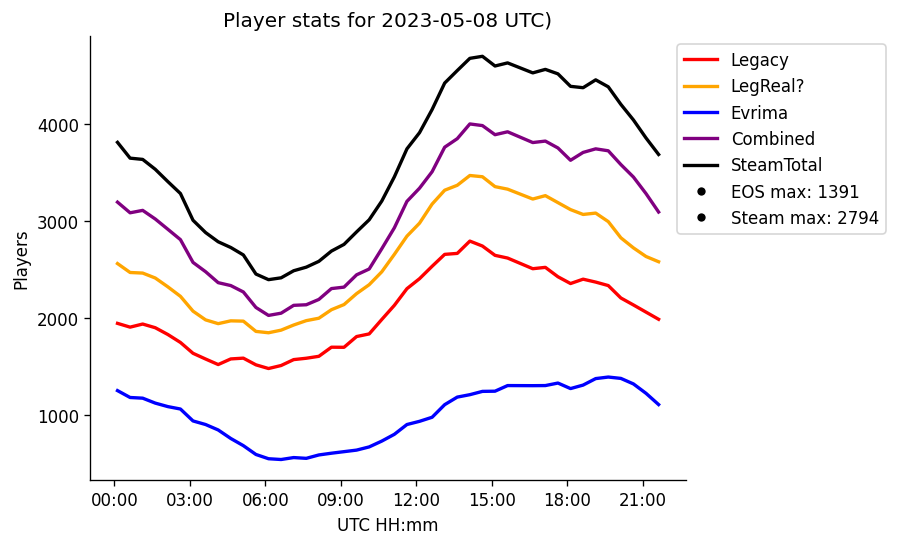 Player stats for 2023-05-08 UTC)
Legacy
LegReal?
Evrima
Combined
SteamTotal
EOS max: 1391
Steam max: 2794
Players
4000
3000
2000
1000
00:00 03:00 06:00 09:00 12:00 15:00 18:00 21:00
UTC HH:mm